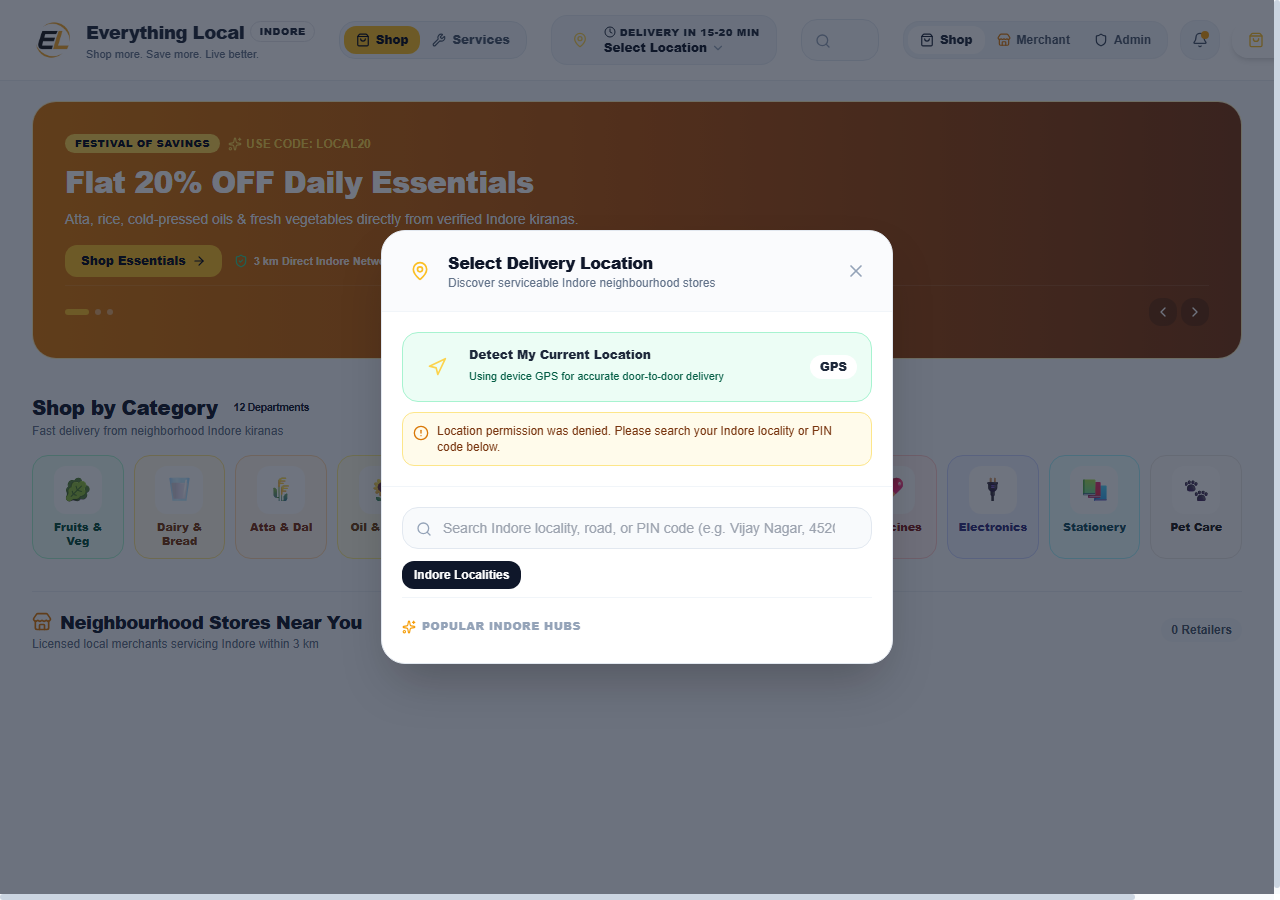 EL
Everything Local
INDORE
Shop more. Save more. Live better.
Shop
Services
DELIVERY IN 15-20 MIN
Select Location
Shop
Merchant
Admin
FESTIVAL OF SAVINGS
USE CODE: LOCAL20
Flat 20% OFF Daily Essentials
Atta, rice, cold-pressed oils & fresh vegetables directly from verified Indore kiranas.
Shop Essentials
3 km Direct Indore
Select Delivery Location
Discover serviceable Indore neighbourhood stores
Detect My Current Location
Using device GPS for accurate door-to-door delivery
GPS
Location permission was denied. Please search your Indore locality or PIN
code below.
Search Indore locality, road, or PIN code (e.g. Vijay Nagar, 452
Indore Localities
POPULAR INDORE HUBS
Shop by Category
12 Departments
Fast delivery from neighborhood Indore kiranas
Fruits &
Veg
Dairy &
Bread
Atta & Dal
Oil &
Electronics
Stationery
Pet Care
Neighbourhood Stores Near You
Licensed local merchants servicing Indore within 3 km
0 Retailers